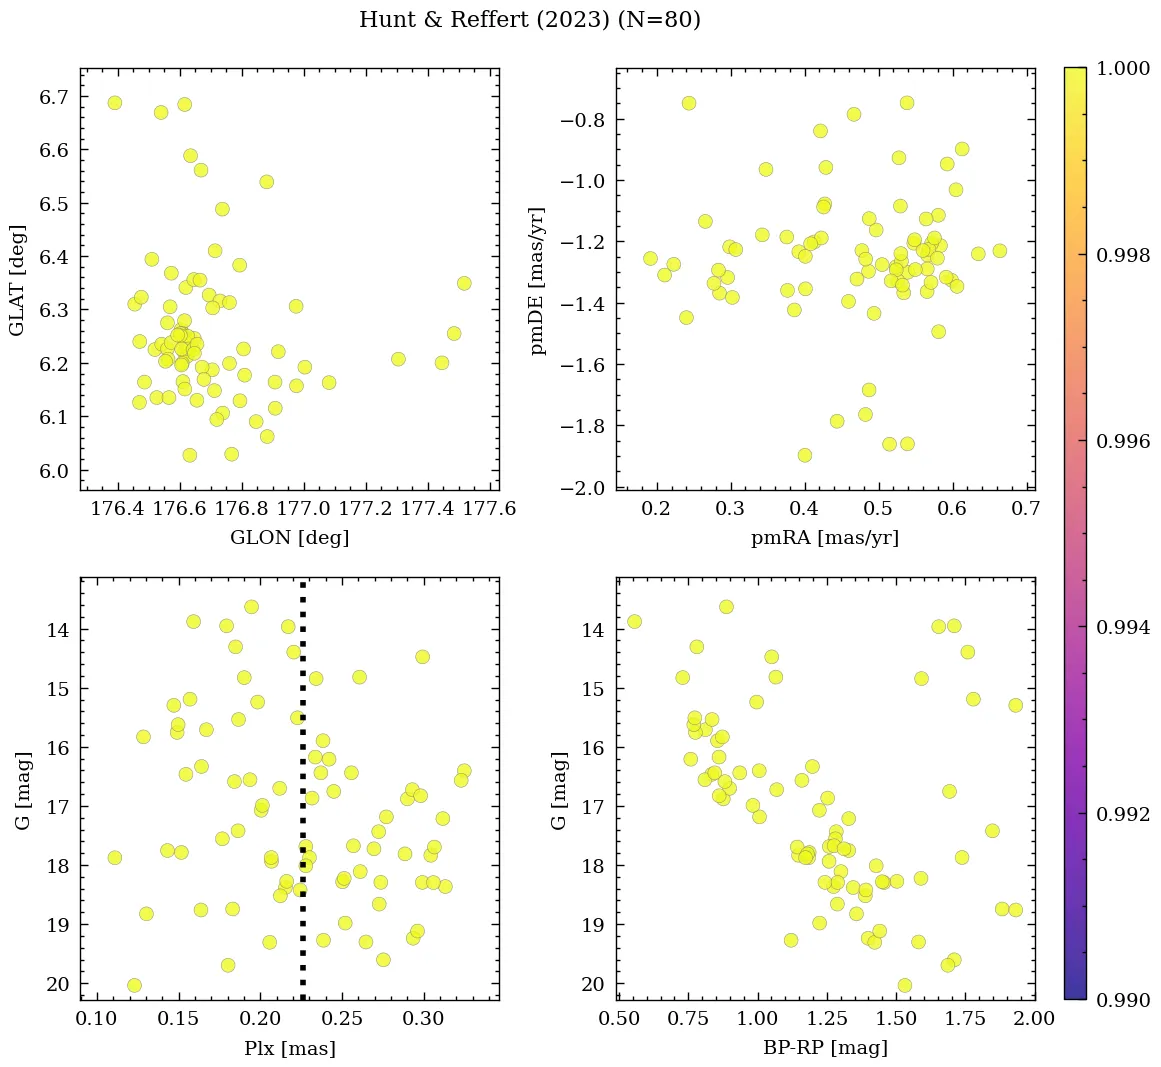 Hunt & Reffert (2023) (N=80)
GLAT [deg]
6.7
6.6
6.5
6.4
6.3
6.2
6.1
6.0
176.4 176.6 176.8 177.0 177.2 177.4 177.6
GLON [deg]
pmDE [mas/yr]
−0.8
−1.0
−1.2
−1.4
−1.6
−1.8
−2.0
0.2 0.3 0.4 0.5 0.6 0.7
pmRA [mas/yr]
G [mag]
14
15
16
17
18
19
20
0.10 0.15 0.20 0.25 0.30
Plx [mas]
G [mag]
14
15
16
17
18
19
20
0.50 0.75 1.00 1.25 1.50 1.75 2.00
BP-RP [mag]
1.000
0.998
0.996
0.994
0.992
0.990